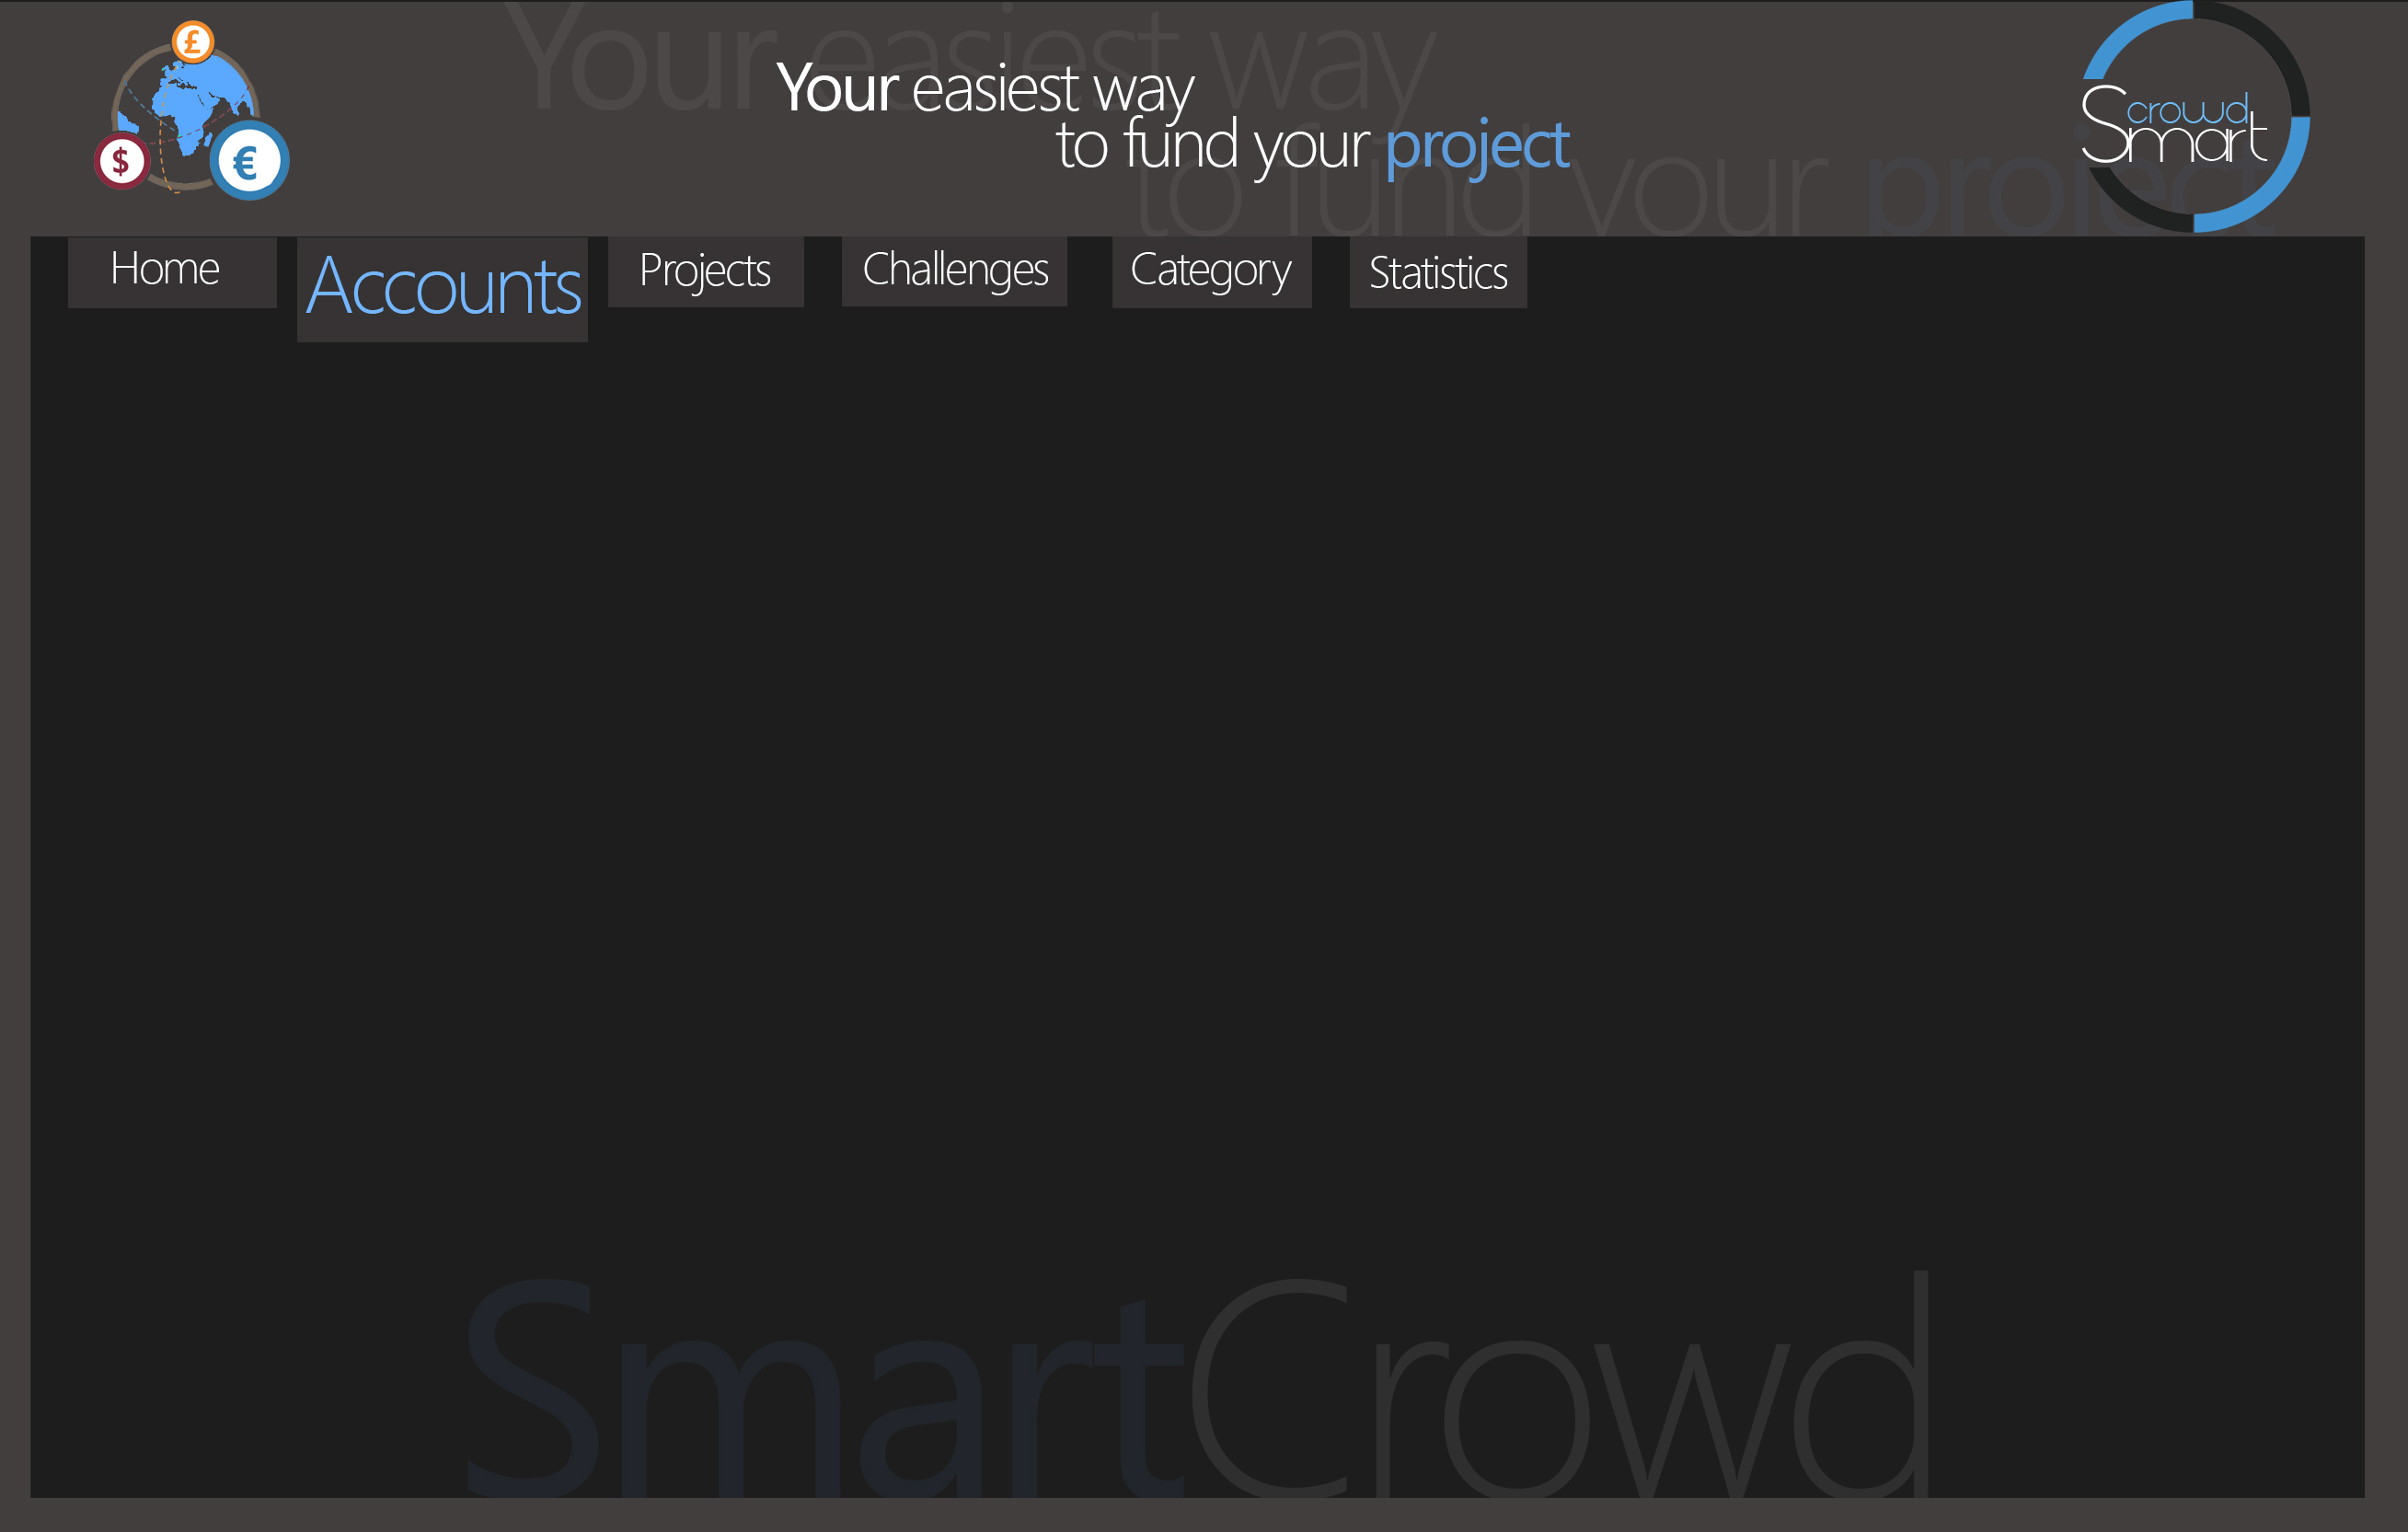 Your easiest way
to fund your project
Your easiest way
to fund your project
£
$
€
crowd
Smart
Home
Accounts
Projects
Challenges
Category
Statistics
SmartCrowd